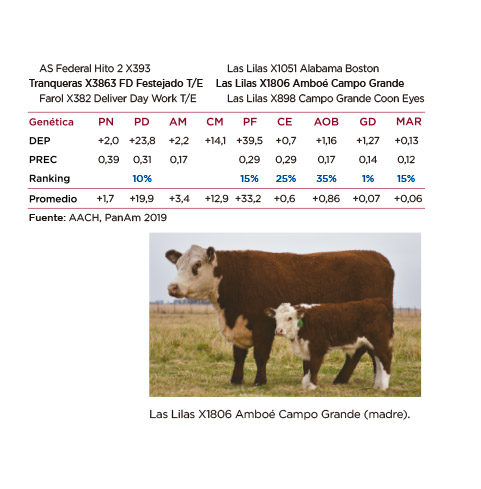 AS Federal Hito 2 X393 Las Lilas X1051 Alabama Boston
Tranqueras X3863 FD Festejado T/E Las Lilas X1806 Amboé Campo Grande
Farol X382 Deliver Day Work T/E Las Lilas X898 Campo Grande Coon Eyes
Genética PN PD AM CM PF CE AOB GD MAR
DEP +2,0 +23,8 +2,2 +14,1 +39,5 +0,7 +1,16 +1,27 +0,13
PREC 0,39 0,31 0,17 0,29 0,29 0,17 0,14 0,12
Ranking 10% 15% 25% 35% 1% 15%
Promedio +1,7 +19,9 +3,4 +12,9 +33,2 +0,6 +0,86 +0,07 +0,06
Fuente: AACH, PanAm 2019
Las Lilas X1806 Amboé Campo Grande (madre).